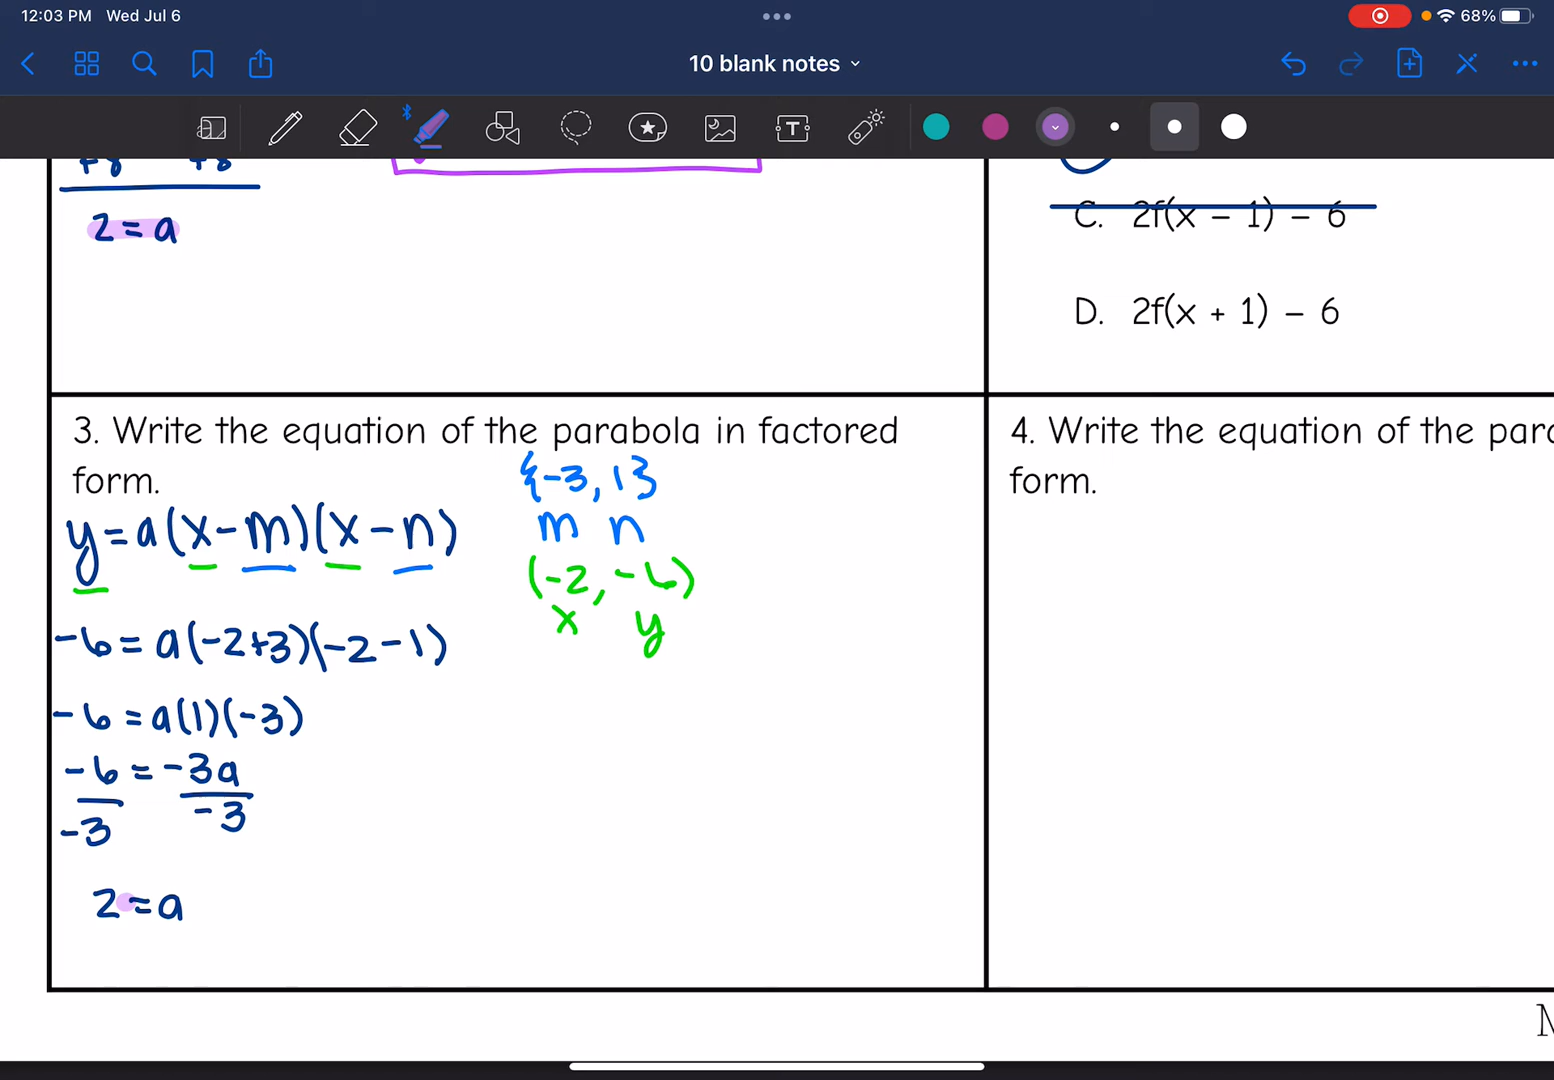 12:03 PM Wed Jul 6
68%
10 blank notes
+8 +8
2 = a
C. 2f(x – 1) – 6
D. 2f(x + 1) – 6
3. Write the equation of the parabola in factored
form.
{-3, 1}
m n
(-2, -6)
x y
y = a(x - m)(x - n)
-6 = a(-2+3)(-2-1)
-6 = a(1)(-3)
-6 = -3a
-3 -3
2 = a
4. Write the equation of the para
form.